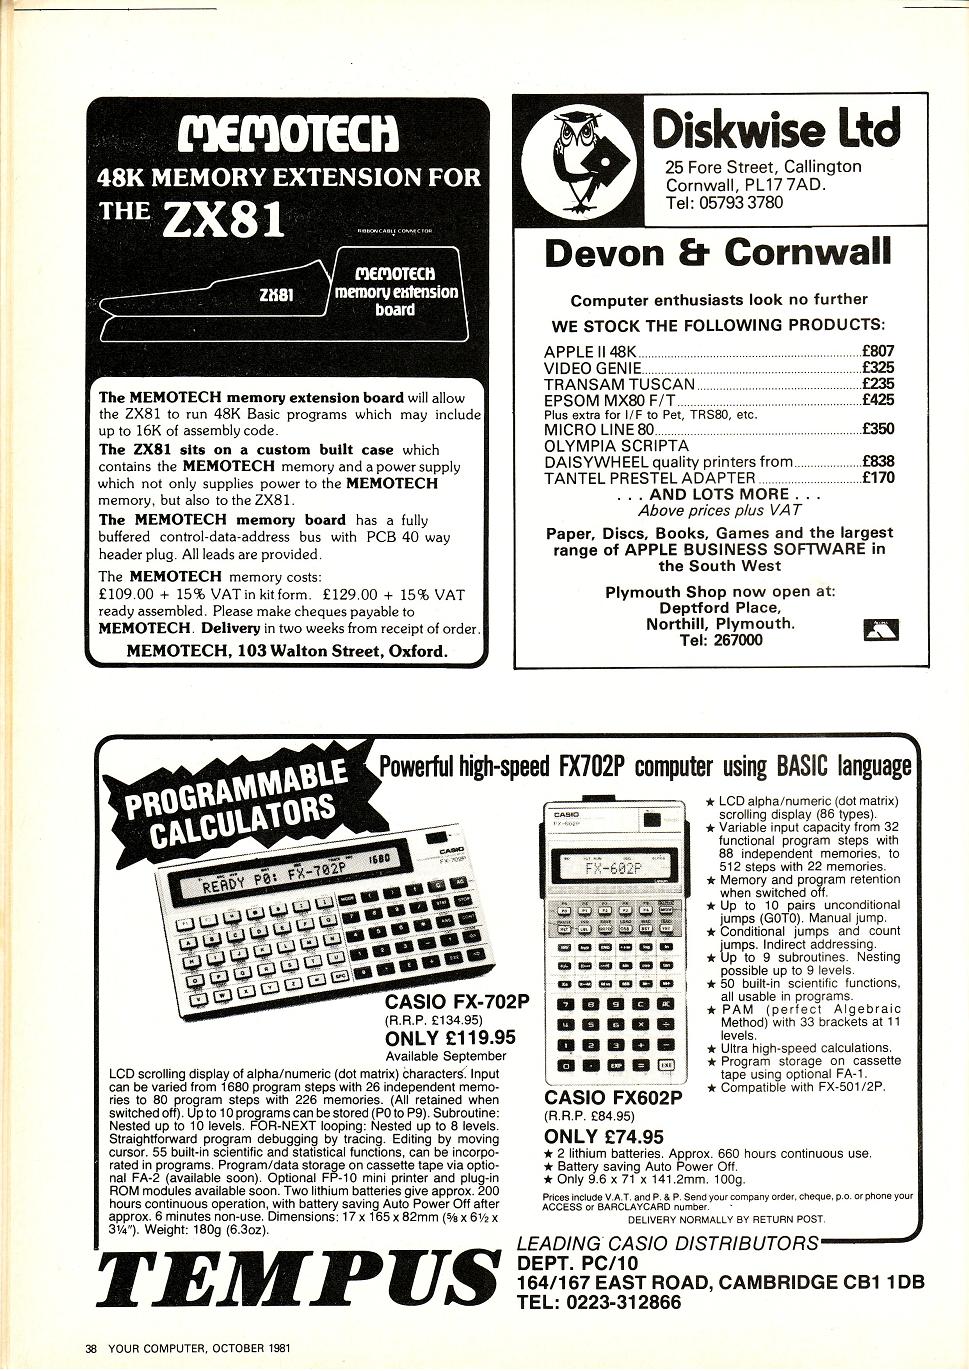 MEMOTECH
48K MEMORY EXTENSION FOR
THE ZX81
RIBBON CABLE CONNECTOR
ZX81
MEMOTECH
memory extension
board
The MEMOTECH memory extension board will allow
the ZX81 to run 48K Basic programs which may include
up to 16K of assembly code.
The ZX81 sits on a custom built case which
contains the MEMOTECH memory and a power supply
which not only supplies power to the MEMOTECH
memory, but also to the ZX81.
The MEMOTECH memory board has a fully
buffered control-data-address bus with PCB 40 way
header plug. All leads are provided.
The MEMOTECH memory costs:
£109.00 + 15% VAT in kit form. £129.00 + 15% VAT
ready assembled. Please make cheques payable to
MEMOTECH. Delivery in two weeks from receipt of order.
MEMOTECH, 103 Walton Street, Oxford.
Diskwise Ltd
25 Fore Street, Callington
Cornwall, PL17 7AD.
Tel: 05793 3780
Devon & Cornwall
Computer enthusiasts look no further
WE STOCK THE FOLLOWING PRODUCTS:
APPLE II 48K....................£807
VIDEO GENIE....................£325
TRANSAM TUSCAN....................£235
EPSOM MX80 F/T....................£425
Plus extra for I/F to Pet, TRS80, etc.
MICRO LINE 80....................£350
OLYMPIA SCRIPTA
DAISYWHEEL quality printers from....................£838
TANTEL PRESTEL ADAPTER....................£170
. . . AND LOTS MORE . . .
Above prices plus VAT
Paper, Discs, Books, Games and the largest
range of APPLE BUSINESS SOFTWARE in
the South West
Plymouth Shop now open at:
Deptford Place,
Northill, Plymouth.
Tel: 267000
PROGRAMMABLE
CALCULATORS
Powerful high-speed FX702P computer using BASIC language
CASIO
FX-702P
1680
READY P0: FX-702P
CASIO FX-702P
(R.R.P. £134.95)
ONLY £119.95
Available September
LCD scrolling display of alpha/numeric (dot matrix) characters. Input
can be varied from 1680 program steps with 26 independent memo-
ries to 80 program steps with 226 memories. (All retained when
switched off). Up to 10 programs can be stored (P0 to P9). Subroutine:
Nested up to 10 levels. FOR-NEXT looping: Nested up to 8 levels.
Straightforward program debugging by tracing. Editing by moving
cursor. 55 built-in scientific and statistical functions, can be incorpo-
rated in programs. Program/data storage on cassette tape via optio-
nal FA-2 (available soon). Optional FP-10 mini printer and plug-in
ROM modules available soon. Two lithium batteries give approx. 200
hours continuous operation, with battery saving Auto Power Off after
approx. 6 minutes non-use. Dimensions: 17 x 165 x 82mm (5/8 x 6½ x
3¼"). Weight: 180g (6.3oz).
CASIO
FX-602P
FX-602P
CASIO FX602P
(R.R.P. £84.95)
ONLY £74.95
★ 2 lithium batteries. Approx. 660 hours continuous use.
★ Battery saving Auto Power Off.
★ Only 9.6 x 71 x 141.2mm. 100g.
★ LCD alpha/numeric (dot matrix)
scrolling display (86 types).
★ Variable input capacity from 32
functional program steps with
88 independent memories, to
512 steps with 22 memories.
★ Memory and program retention
when switched off.
★ Up to 10 pairs unconditional
jumps (G0T0). Manual jump.
★ Conditional jumps and count
jumps. Indirect addressing.
★ Up to 9 subroutines. Nesting
possible up to 9 levels.
★ 50 built-in scientific functions,
all usable in programs.
★ PAM (perfect Algebraic
Method) with 33 brackets at 11
levels.
★ Ultra high-speed calculations.
★ Program storage on cassette
tape using optional FA-1.
★ Compatible with FX-501/2P.
Prices include V.A.T. and P. & P. Send your company order, cheque, p.o. or phone your
ACCESS or BARCLAYCARD number.
DELIVERY NORMALLY BY RETURN POST.
TEMPUS
LEADING CASIO DISTRIBUTORS
DEPT. PC/10
164/167 EAST ROAD, CAMBRIDGE CB1 1DB
TEL: 0223-312866
38 YOUR COMPUTER, OCTOBER 1981